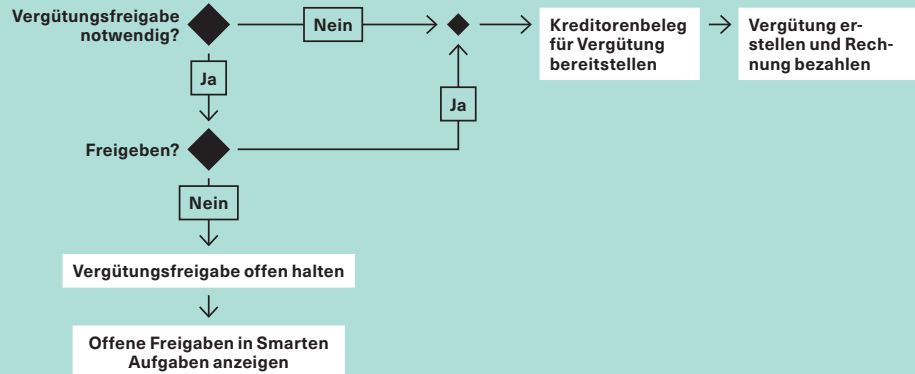 Vergütungsfreigabe
notwendig?
Nein
Kreditorenbeleg
für Vergütung
bereitstellen
Vergütung er-
stellen und Rech-
nung bezahlen
Ja
Ja
Freigeben?
Nein
Vergütungsfreigabe offen halten
Offene Freigaben in Smarten
Aufgaben anzeigen